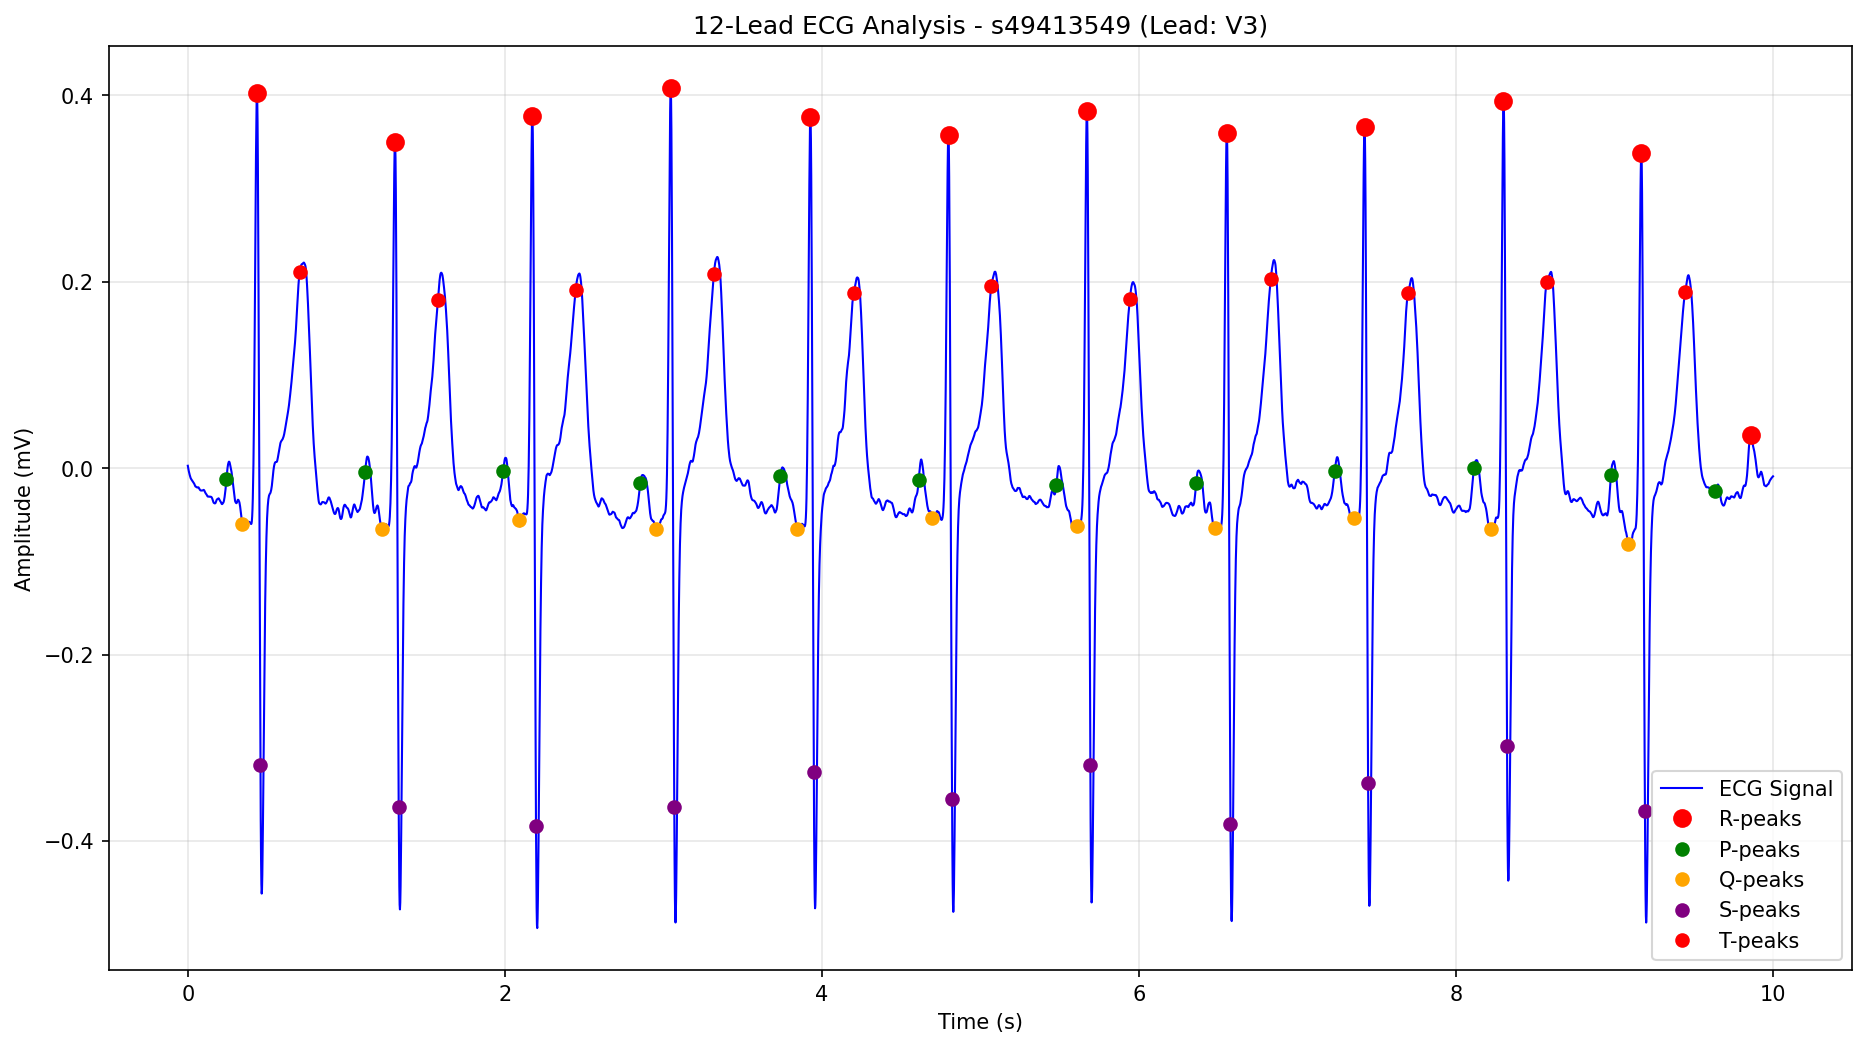 12-Lead ECG Analysis - s49413549 (Lead: V3)
Amplitude (mV)
0.4
0.2
0.0
−0.2
−0.4
0
2
4
6
8
10
Time (s)
ECG Signal
R-peaks
P-peaks
Q-peaks
S-peaks
T-peaks